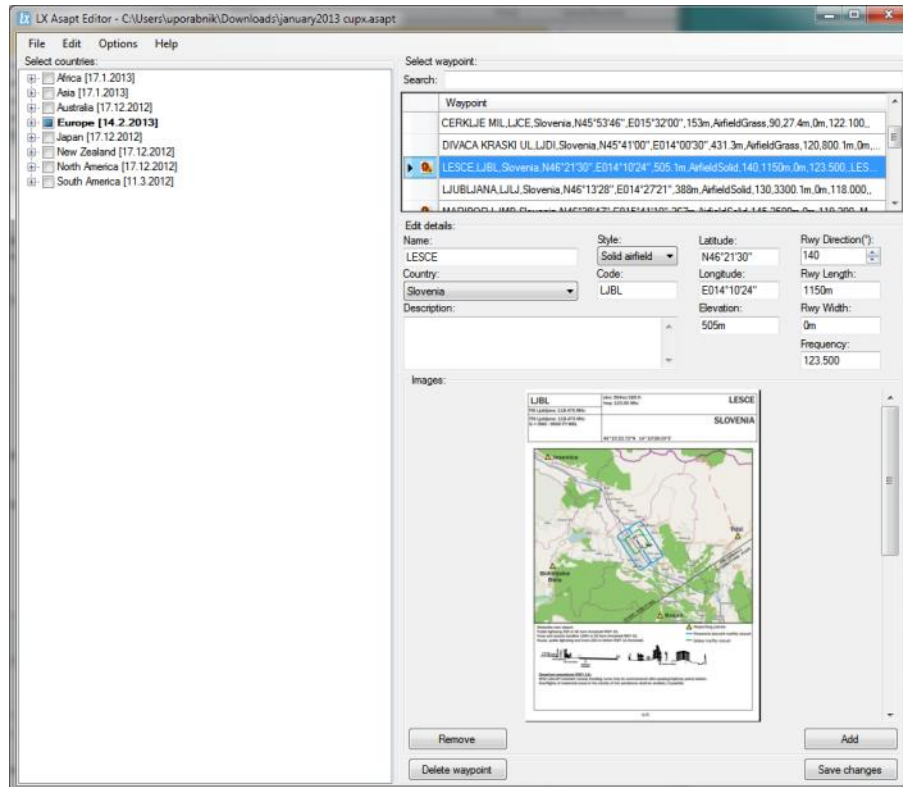 LX Asapt Editor - C:\Users\uporabnik\Downloads\january2013 cupx.asapt
File Edit Options Help
Select countries:
Africa [17.1.2013]
Asia [17.1.2013]
Australia [17.12.2012]
Europe [14.2.2013]
Japan [17.12.2012]
New Zealand [17.12.2012]
North America [17.12.2012]
South America [11.3.2012]
Select waypoint:
Search:
Waypoint
CERKLJE MIL,LJCE,Slovenia,N45°53'46",E015°32'00",153m,AirfieldGrass,90,27.4m,0m,122.100,,
DIVACA KRASKI UL,LJDI,Slovenia,N45°41'00",E014°00'30",431.3m,AirfieldGrass,120,800.1m,0m,...
LESCE,LJBL,Slovenia,N46°21'30",E014°10'24",505.1m,AirfieldSolid,140,1150m,0m,123.500,,LES...
LJUBLJANA,LJLJ,Slovenia,N46°13'28",E014°27'21",388m,AirfieldSolid,130,3300.1m,0m,118.000,,
Edit details:
Name: Style: Latitude: Rwy Direction(°):
LESCE Solid airfield N46°21'30" 140
Country: Code: Longitude: Rwy Length:
Slovenia LJBL E014°10'24" 1150m
Description: Elevation: Rwy Width:
505m 0m
Frequency:
123.500
Images:
LJBL LESCE
SLOVENIA
Remove Add
Delete waypoint Save changes